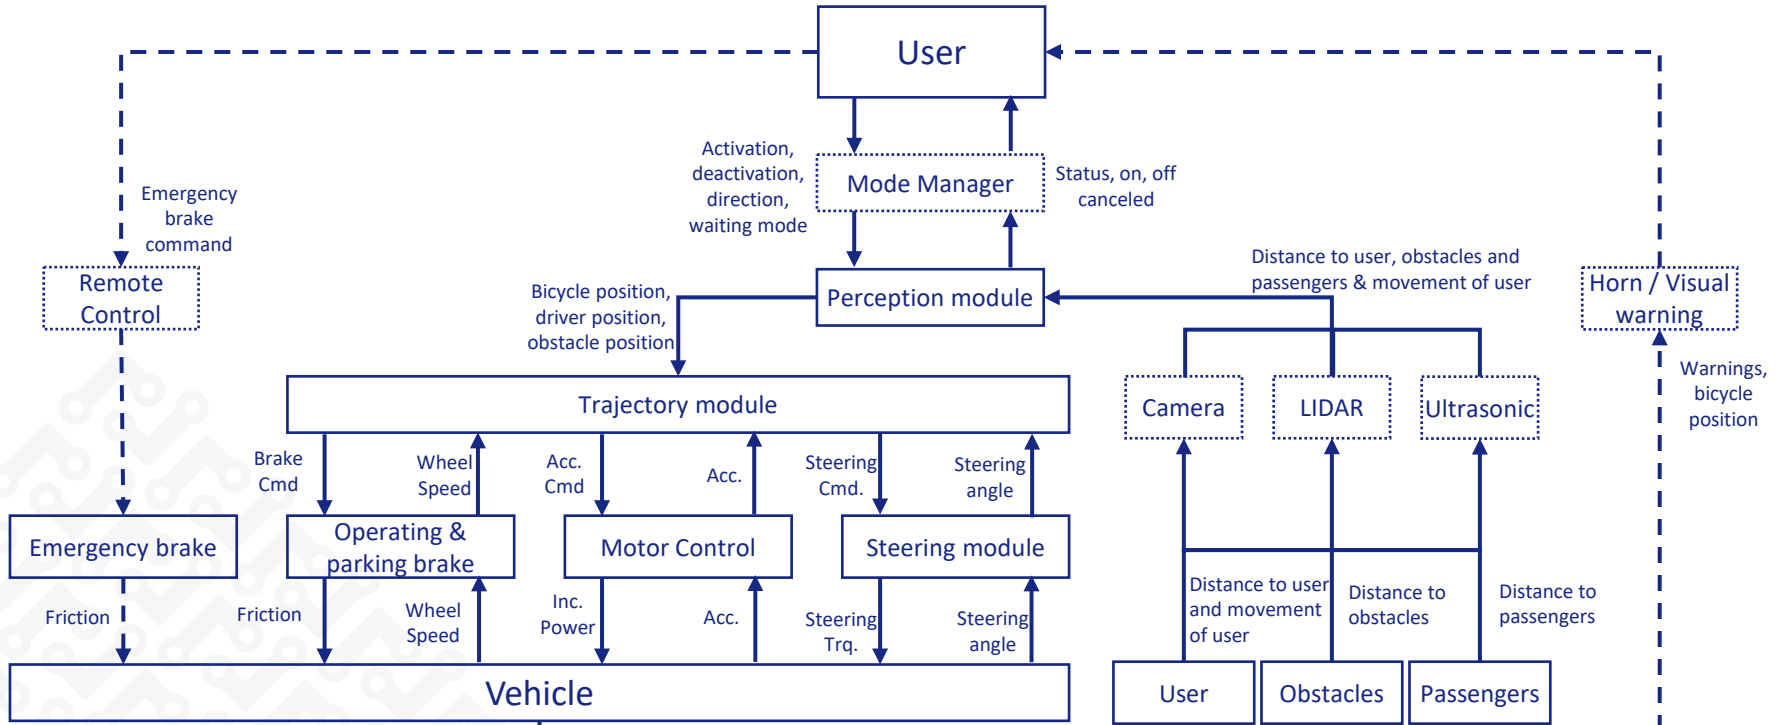 User
Activation,
deactivation,
direction,
waiting mode
Mode Manager
Status, on, off
canceled
Emergency
brake
command
Remote
Control
Bicycle position,
driver position,
obstacle position
Perception module
Distance to user, obstacles and
passengers & movement of user
Horn / Visual
warning
Warnings,
bicycle
position
Trajectory module
Camera
LIDAR
Ultrasonic
Brake
Cmd
Wheel
Speed
Acc.
Cmd
Acc.
Steering
Cmd.
Steering
angle
Emergency brake
Operating &
parking brake
Motor Control
Steering module
Friction
Friction
Wheel
Speed
Inc.
Power
Acc.
Steering
Trq.
Steering
angle
Distance to user
and movement
of user
Distance to
obstacles
Distance to
passengers
Vehicle
User
Obstacles
Passengers